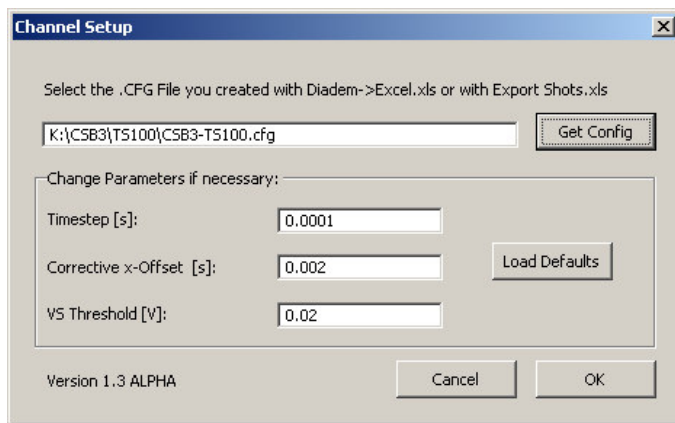 Channel Setup
Select the .CFG File you created with Diadem->Excel.xls or with Export Shots.xls
K:\CSB3\TS100\CSB3-TS100.cfg Get Config
Change Parameters if necessary:
Timestep [s]: 0.0001
Corrective x-Offset [s]: 0.002 Load Defaults
VS Threshold [V]: 0.02
Version 1.3 ALPHA Cancel OK